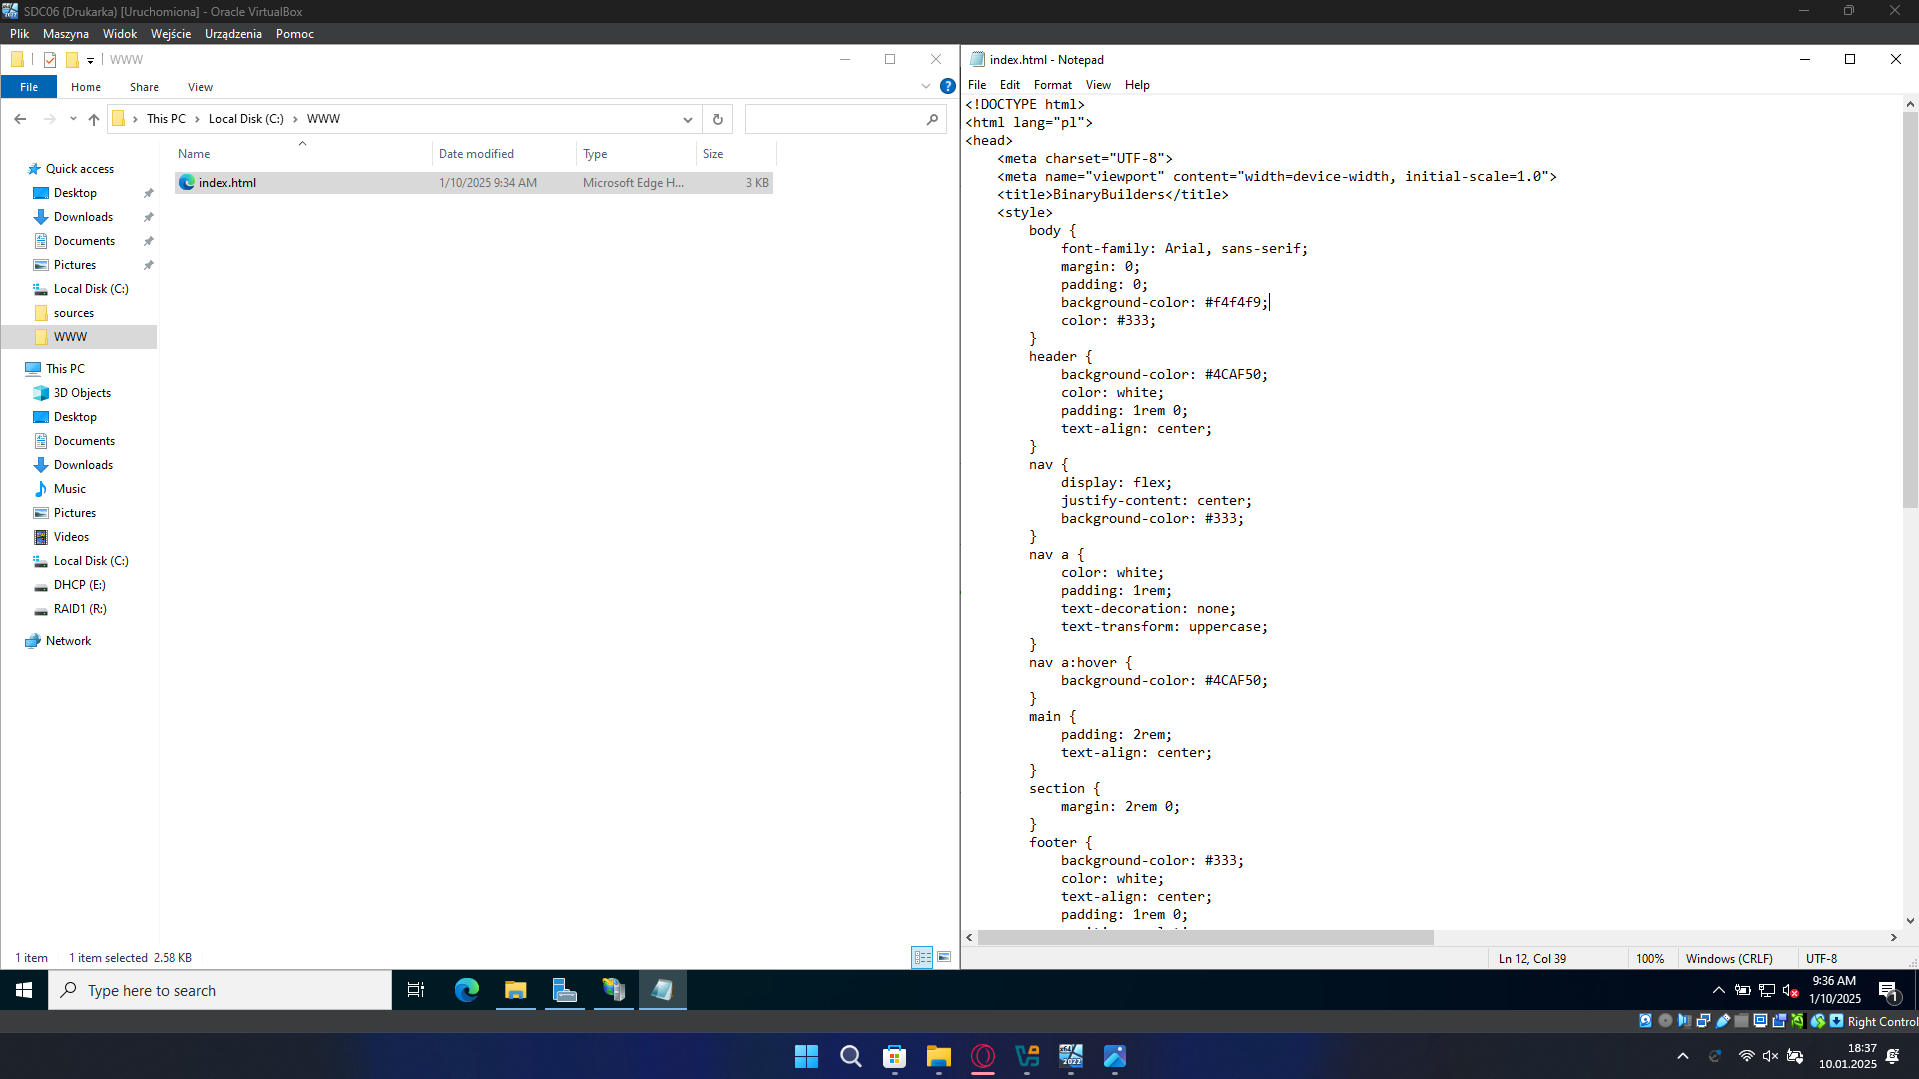 SDC06 (Drukarka) [Uruchomiona] - Oracle VirtualBox
Plik Maszyna Widok Wejście Urządzenia Pomoc
WWW
File Home Share View
This PC Local Disk (C:) WWW
Name Date modified Type Size
index.html 1/10/2025 9:34 AM Microsoft Edge H... 3 KB
Quick access
Desktop
Downloads
Documents
Pictures
Local Disk (C:)
sources
WWW
This PC
3D Objects
Desktop
Documents
Downloads
Music
Pictures
Videos
Local Disk (C:)
DHCP (E:)
RAID1 (R:)
Network
1 item 1 item selected 2.58 KB
index.html - Notepad
File Edit Format View Help
<!DOCTYPE html>
<html lang="pl">
<head>
    <meta charset="UTF-8">
    <meta name="viewport" content="width=device-width, initial-scale=1.0">
    <title>BinaryBuilders</title>
    <style>
        body {
            font-family: Arial, sans-serif;
            margin: 0;
            padding: 0;
            background-color: #f4f4f9;
            color: #333;
        }
        header {
            background-color: #4CAF50;
            color: white;
            padding: 1rem 0;
            text-align: center;
        }
        nav {
            display: flex;
            justify-content: center;
            background-color: #333;
        }
        nav a {
            color: white;
            padding: 1rem;
            text-decoration: none;
            text-transform: uppercase;
        }
        nav a:hover {
            background-color: #4CAF50;
        }
        main {
            padding: 2rem;
            text-align: center;
        }
        section {
            margin: 2rem 0;
        }
        footer {
            background-color: #333;
            color: white;
            text-align: center;
            padding: 1rem 0;
Ln 12, Col 39 100% Windows (CRLF) UTF-8
Type here to search
9:36 AM
1/10/2025
1
Right Control
18:37
10.01.2025